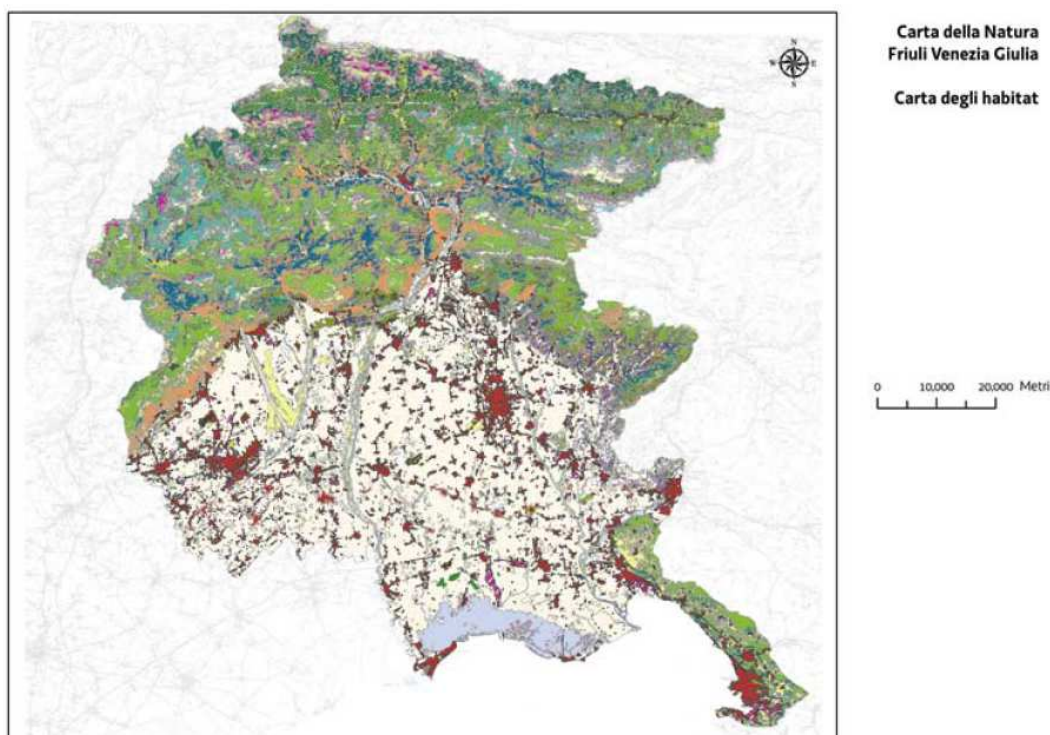 Carta della Natura
Friuli Venezia Giulia
Carta degli habitat
N
W E
S
0 10,000 20,000 Metri